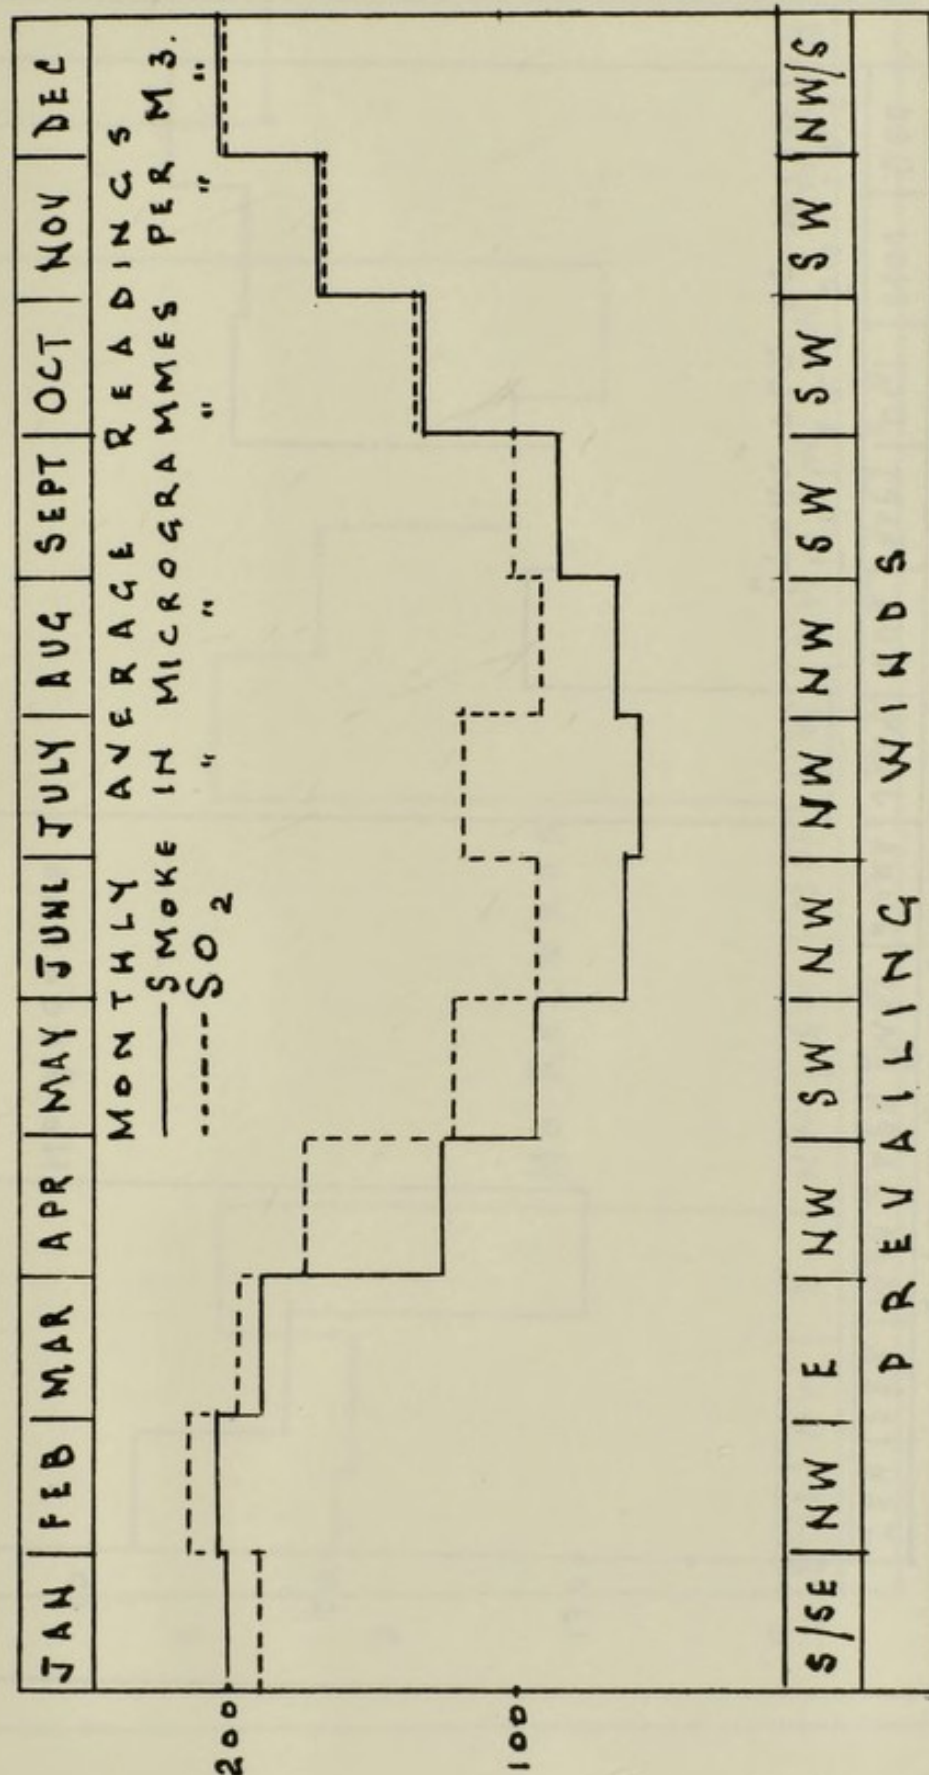 JAN FEB MAR APR MAY JUNE JULY AUG SEPT OCT NOV DEC
MONTHLY AVERAGE READINGS
SMOKE IN MICROGRAMMES PER M 3.
SO2 " " " " "
200
100
S/SE NW E NW SW NW NW NW SW SW SW NW/S
PREVAILING WINDS